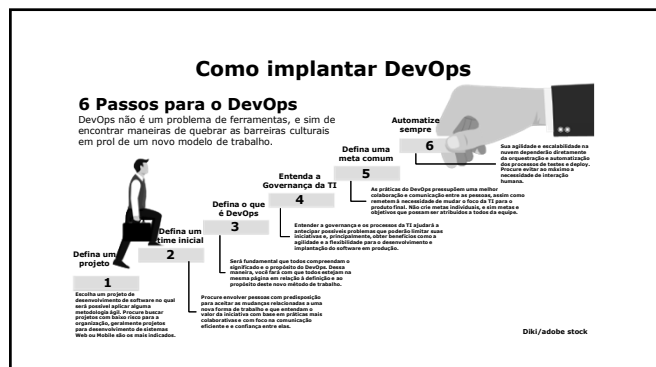 Como implantar DevOps
6 Passos para o DevOps
DevOps não é um problema de ferramentas, e sim de
encontrar maneiras de quebrar as barreiras culturais
em prol de um novo modelo de trabalho.
Defina um
projeto
1
Escolha um projeto de
desenvolvimento de software no qual
será possível aplicar alguma
metodologia ágil. Procure buscar
projetos com baixo risco para a
organização, geralmente projetos
para desenvolvimento de sistemas
Web ou Mobile são os mais indicados.
Defina um
time inicial
2
Procure envolver pessoas com predisposição
para aceitar as mudanças relacionadas a uma
nova forma de trabalho e que entendam o
valor da iniciativa com base em práticas mais
colaborativas e com foco na comunicação
eficiente e e confiança entre elas.
Defina o que
é DevOps
3
Será fundamental que todos compreendam o
significado e o propósito do DevOps. Dessa
maneira, você fará com que todos estejam na
mesma página em relação à definição e ao
propósito deste novo método de trabalho.
Entenda a
Governança da TI
4
Entender a governança e os processos da TI ajudará a
antecipar possíveis problemas que poderão limitar suas
iniciativas e, principalmente, obter benefícios como a
agilidade e a flexibilidade para o desenvolvimento e
implantação do software em produção.
Defina uma
meta comum
5
As práticas do DevOps pressupõem uma melhor
colaboração e comunicação entre as pessoas, assim como
remetem à necessidade de mudar o foco da TI para o
produto final. Não crie metas individuais, e sim metas e
objetivos que possam ser atribuídos a todos da equipe.
Automatize
sempre
6
Sua agilidade e escalabilidade na
nuvem dependerão diretamente
da orquestração e automatização
dos processos de testes e deploy.
Procure evitar ao máximo a
necessidade de interação
humana.
Diki/adobe stock